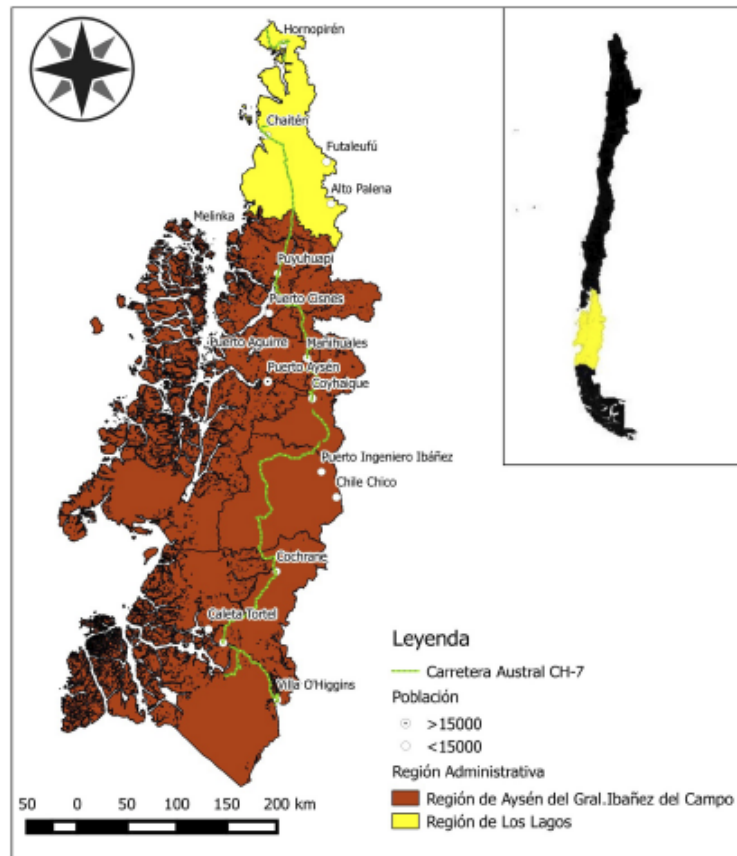 Hornopirén
Chaitén
Futaleufú
Alto Palena
Melinka
Puyuhuapi
Puerto Cisnes
Puerto Aguirre
Mañihuales
Puerto Aysén
Coyhaique
Puerto Ingeniero Ibáñez
Chile Chico
Cochrane
Caleta Tortel
Villa O'Higgins
Leyenda
Carretera Austral CH-7
Población
>15000
<15000
Región Administrativa
Región de Aysén del Gral.Ibañez del Campo
Región de Los Lagos
50 0 50 100 150 200 km